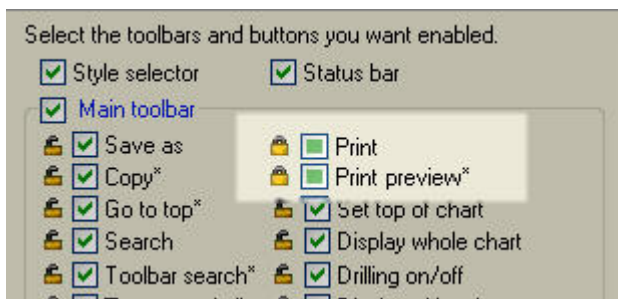 Select the toolbars and buttons you want enabled.
Style selector Status bar
Main toolbar
Save as Print
Copy* Print preview*
Go to top* Set top of chart
Search Display whole chart
Toolbar search* Drilling on/off